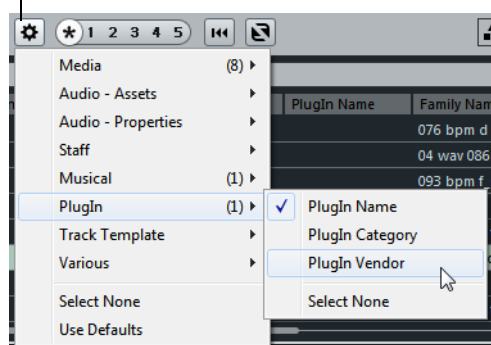 1 2 3 4 5
Media (8)
Audio - Assets
PlugIn Name Family Nam
Audio - Properties
076 bpm d
Staff
04 wav 086
Musical (1)
093 bpm f_
PlugIn (1)
PlugIn Name
Track Template
PlugIn Category
Various
PlugIn Vendor
Select None
Select None
Use Defaults